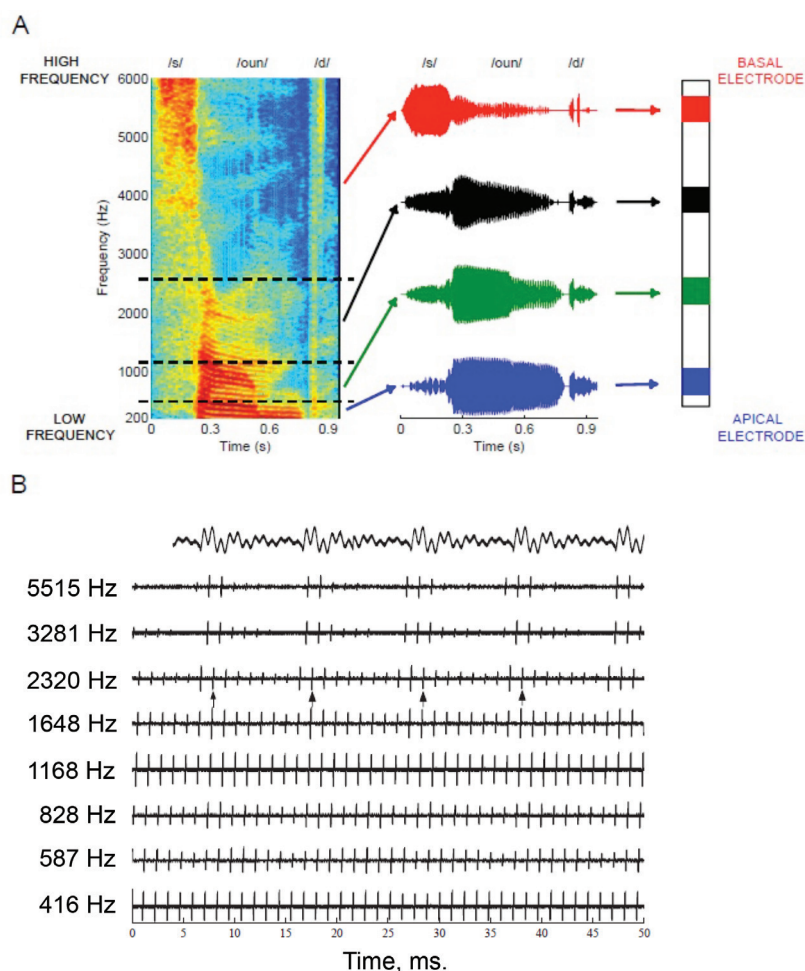 A
HIGH
FREQUENCY
/s/ /oun/ /d/
/s/ /oun/ /d/
BASAL
ELECTRODE
6000
5000
4000
3000
2000
1000
200
Frequency (Hz)
LOW
FREQUENCY
0 0.3 0.6 0.9
Time (s)
0 0.3 0.6 0.9
Time (s)
APICAL
ELECTRODE
B
5515 Hz
3281 Hz
2320 Hz
1648 Hz
1168 Hz
828 Hz
587 Hz
416 Hz
0 5 10 15 20 25 30 35 40 45 50
Time, ms.